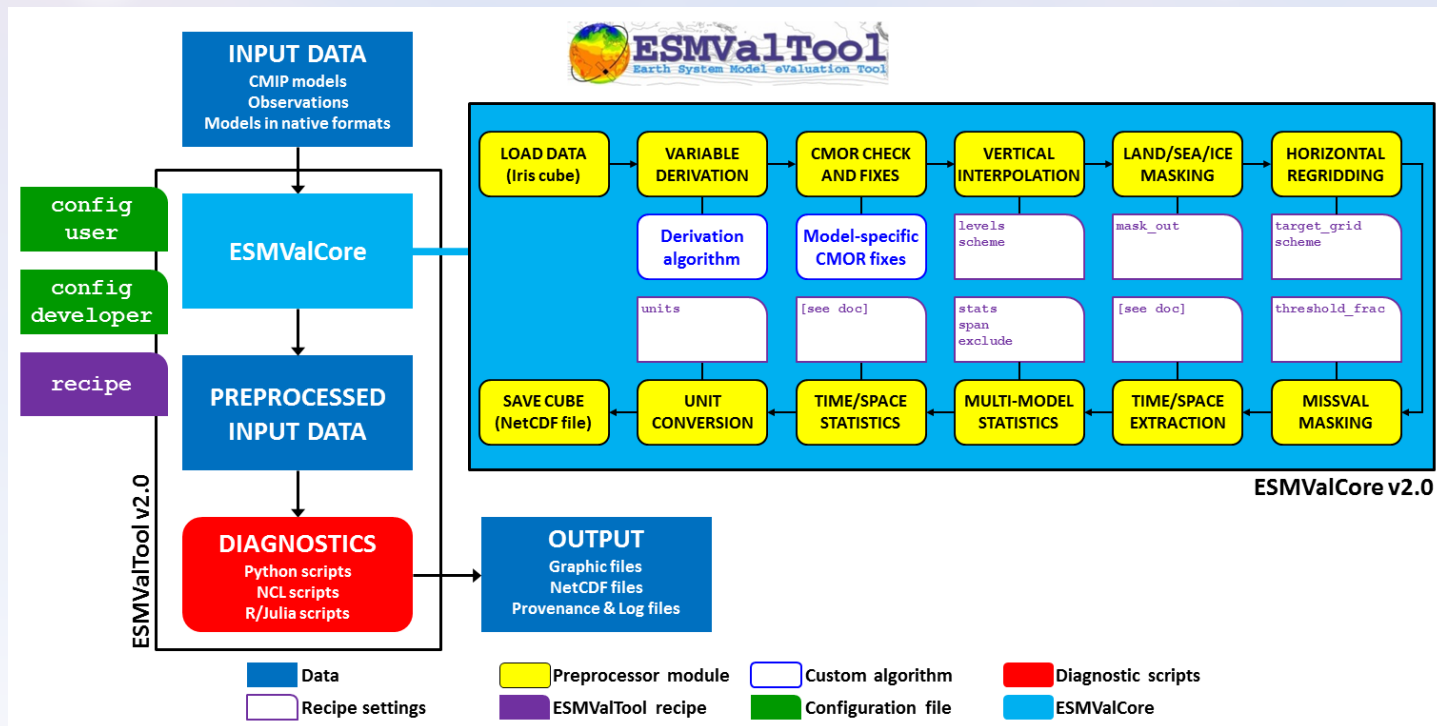 ESMValTool
Earth System Model eValuation Tool
INPUT DATA
CMIP models
Observations
Models in native formats
config
user
config
developer
recipe
ESMValCore
PREPROCESSED
INPUT DATA
DIAGNOSTICS
Python scripts
NCL scripts
R/Julia scripts
ESMValTool v2.0
OUTPUT
Graphic files
NetCDF files
Provenance & Log files
LOAD DATA
(Iris cube)
VARIABLE
DERIVATION
CMOR CHECK
AND FIXES
VERTICAL
INTERPOLATION
LAND/SEA/ICE
MASKING
HORIZONTAL
REGRIDDING
Derivation
algorithm
Model-specific
CMOR fixes
levels
scheme
mask_out
target_grid
scheme
units
[see doc]
stats
span
exclude
[see doc]
threshold_frac
SAVE CUBE
(NetCDF file)
UNIT
CONVERSION
TIME/SPACE
STATISTICS
MULTI-MODEL
STATISTICS
TIME/SPACE
EXTRACTION
MISSVAL
MASKING
ESMValCore v2.0
Data
Preprocessor module
Custom algorithm
Diagnostic scripts
Recipe settings
ESMValTool recipe
Configuration file
ESMValCore